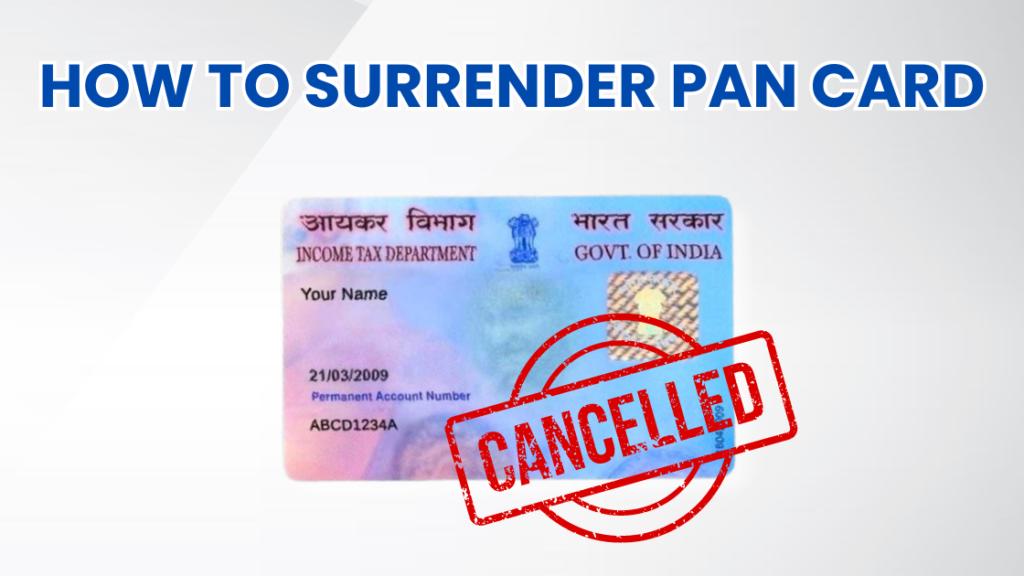 HOW TO SURRENDER PAN CARD
आयकर विभाग
भारत सरकार
INCOME TAX DEPARTMENT
GOVT. OF INDIA
Your Name
21/03/2009
Permanent Account Number
ABCD1234A
CANCELLED